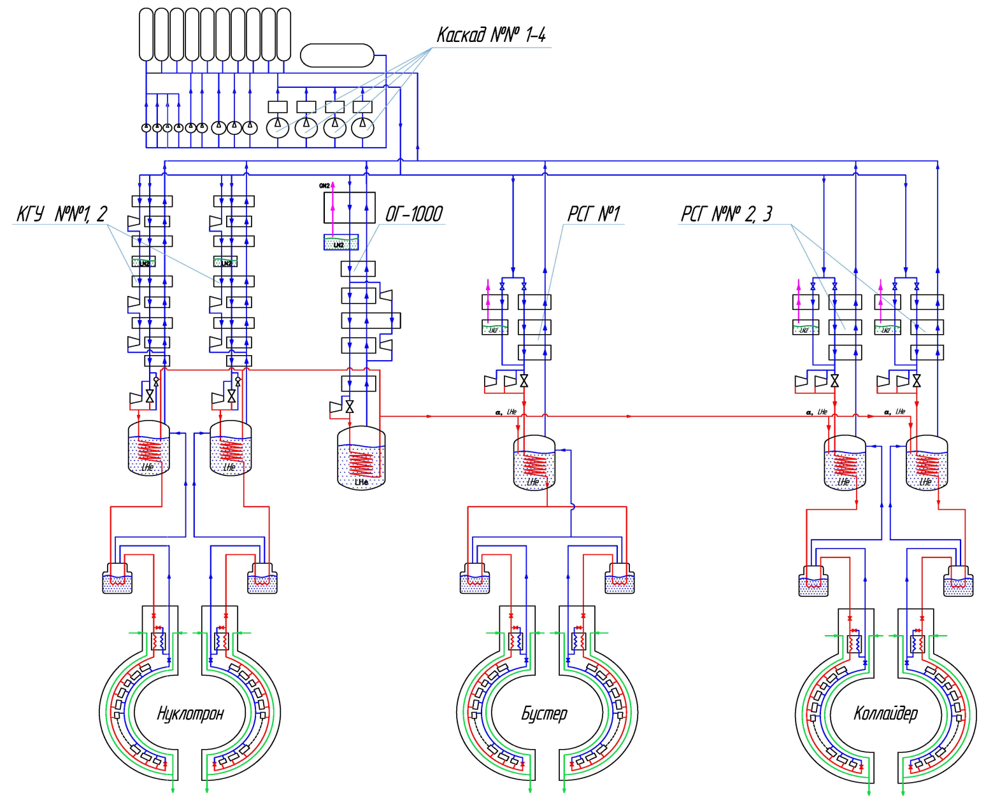 Каскад №№ 1-4
GN2
КГУ №№1, 2
ОГ-1000
РСГ №1
РСГ №№ 2, 3
LN2
LN2
LN2
LN2
LN2
LN2
α, LHe
α, LHe
α, LHe
LHe
LHe
LHe
LHe
LHe
LHe
Нуклотрон
Бустер
Коллайдер